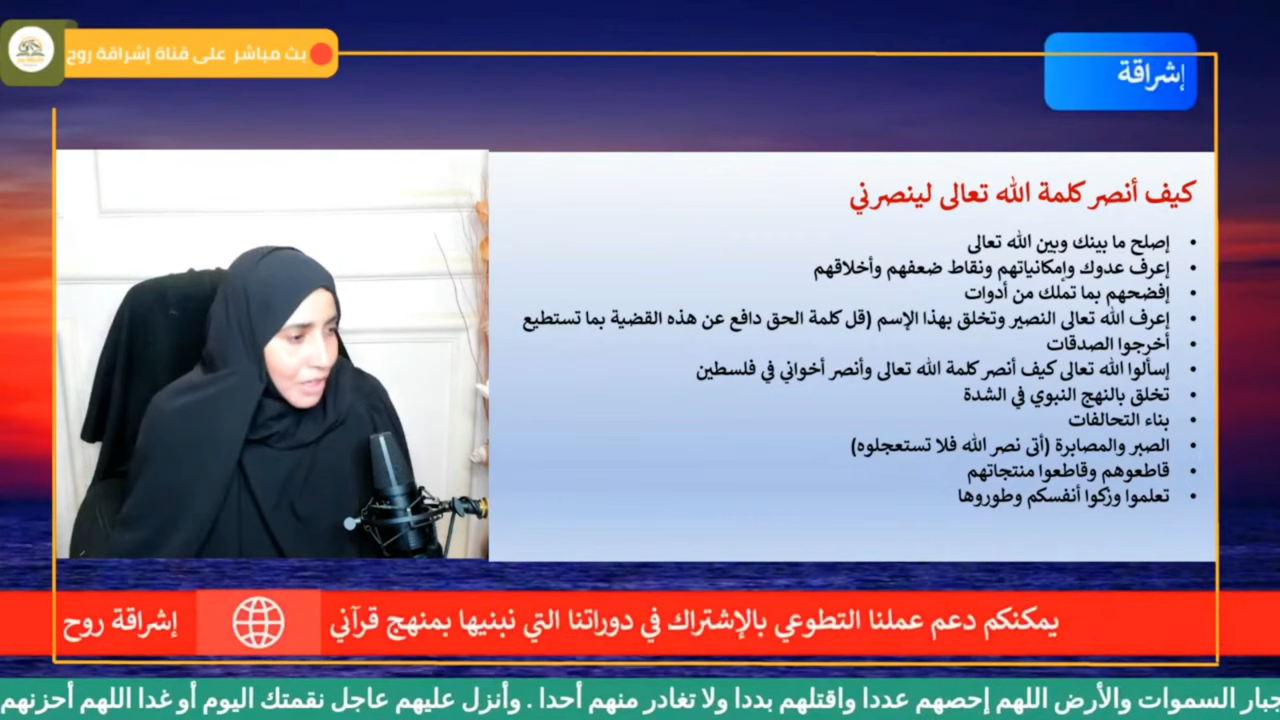 بث مباشر على قناة إشراقة روح
إشراقة
كيف أنصر كلمة الله تعالى لينصرني
• إصلح ما بينك وبين الله تعالى
• إعرف عدوك وإمكانياتهم ونقاط ضعفهم وأخلاقهم
• إفضحهم بما تملك من أدوات
• إعرف الله تعالى النصير وتخلق بهذا الإسم (قل كلمة الحق دافع عن هذه القضية بما تستطيع
• أخرجوا الصدقات
• إسألوا الله تعالى كيف أنصر كلمة الله تعالى وأنصر أخواني في فلسطين
• تخلق بالنهج النبوي في الشدة
• بناء التحالفات
• الصبر والمصابرة (أتى نصر الله فلا تستعجلوه)
• قاطعوهم وقاطعوا منتجاتهم
• تعلموا وزكوا أنفسكم وطوروها
يمكنكم دعم عملنا التطوعي بالإشتراك في دوراتنا التي نبنيها بمنهج قرآني
إشراقة روح
جبار السموات والأرض اللهم إحصهم عددا واقتلهم بددا ولا تغادر منهم أحدا . وأنزل عليهم عاجل نقمتك اليوم أو غدا اللهم أحزنهم